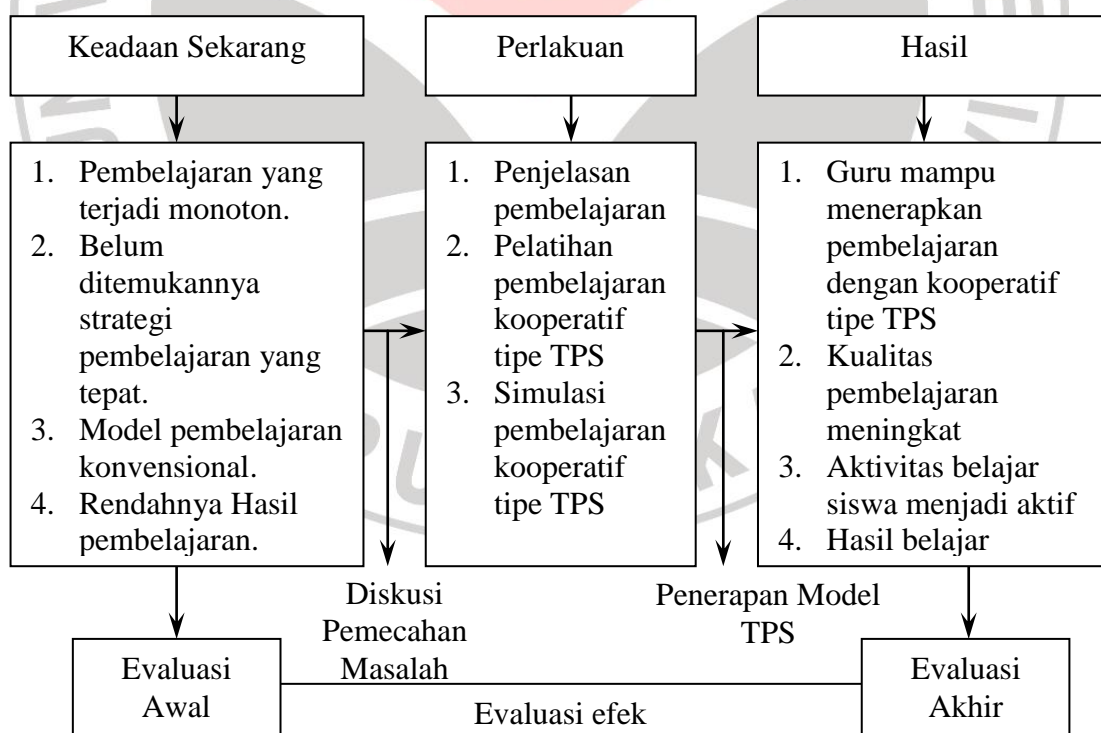 Keadaan Sekarang
Perlakuan
Hasil
1. Pembelajaran yang
terjadi monoton.
2. Belum
ditemukannya
strategi
pembelajaran yang
tepat.
3. Model pembelajaran
konvensional.
4. Rendahnya Hasil
pembelajaran.
1. Penjelasan
pembelajaran
2. Pelatihan
pembelajaran
kooperatif
tipe TPS
3. Simulasi
pembelajaran
kooperatif
tipe TPS
1. Guru mampu
menerapkan
pembelajaran
dengan kooperatif
tipe TPS
2. Kualitas
pembelajaran
meningkat
3. Aktivitas belajar
siswa menjadi aktif
4. Hasil belajar
Diskusi
Pemecahan
Masalah
Penerapan Model
TPS
Evaluasi
Awal
Evaluasi efek
Evaluasi
Akhir